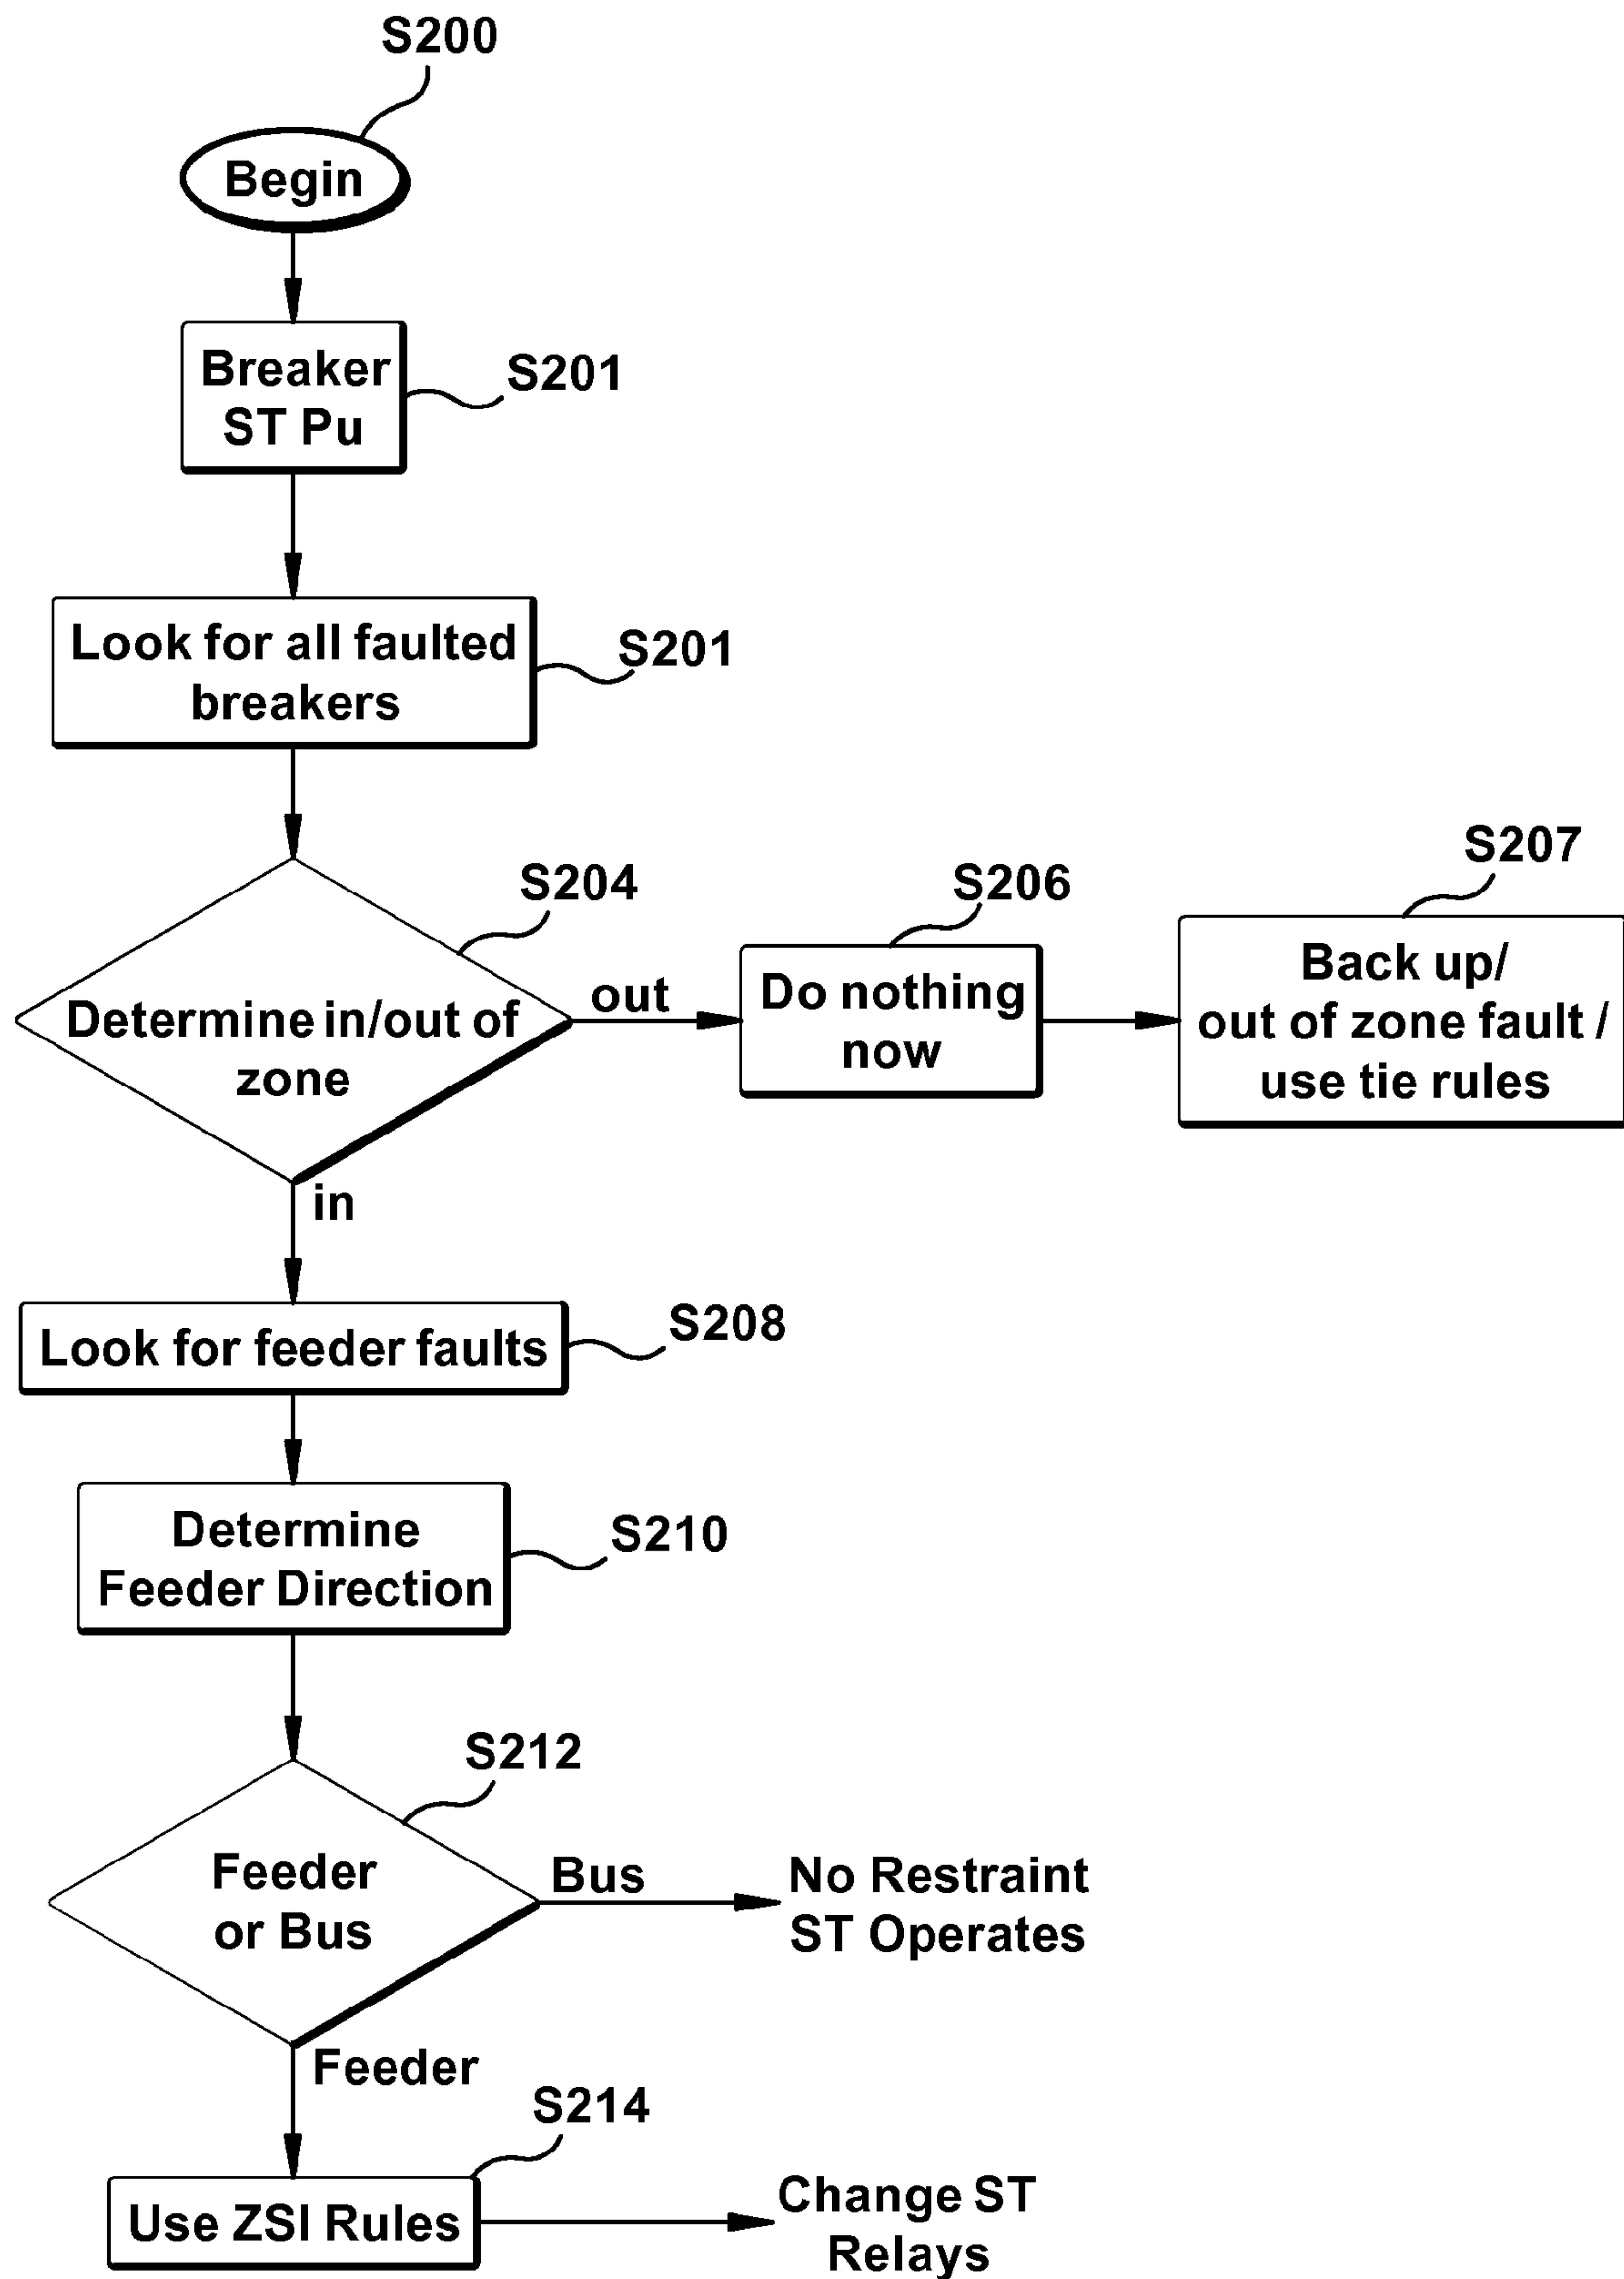 S200
Begin
Breaker
ST Pu
S201
Look for all faulted
breakers
S201
S204
Determine in/out of
zone
out
S206
Do nothing
now
S207
Back up/
out of zone fault /
use tie rules
in
Look for feeder faults
S208
Determine
Feeder Direction
S210
S212
Feeder
or Bus
Bus
No Restraint
ST Operates
Feeder
S214
Use ZSI Rules
Change ST
Relays